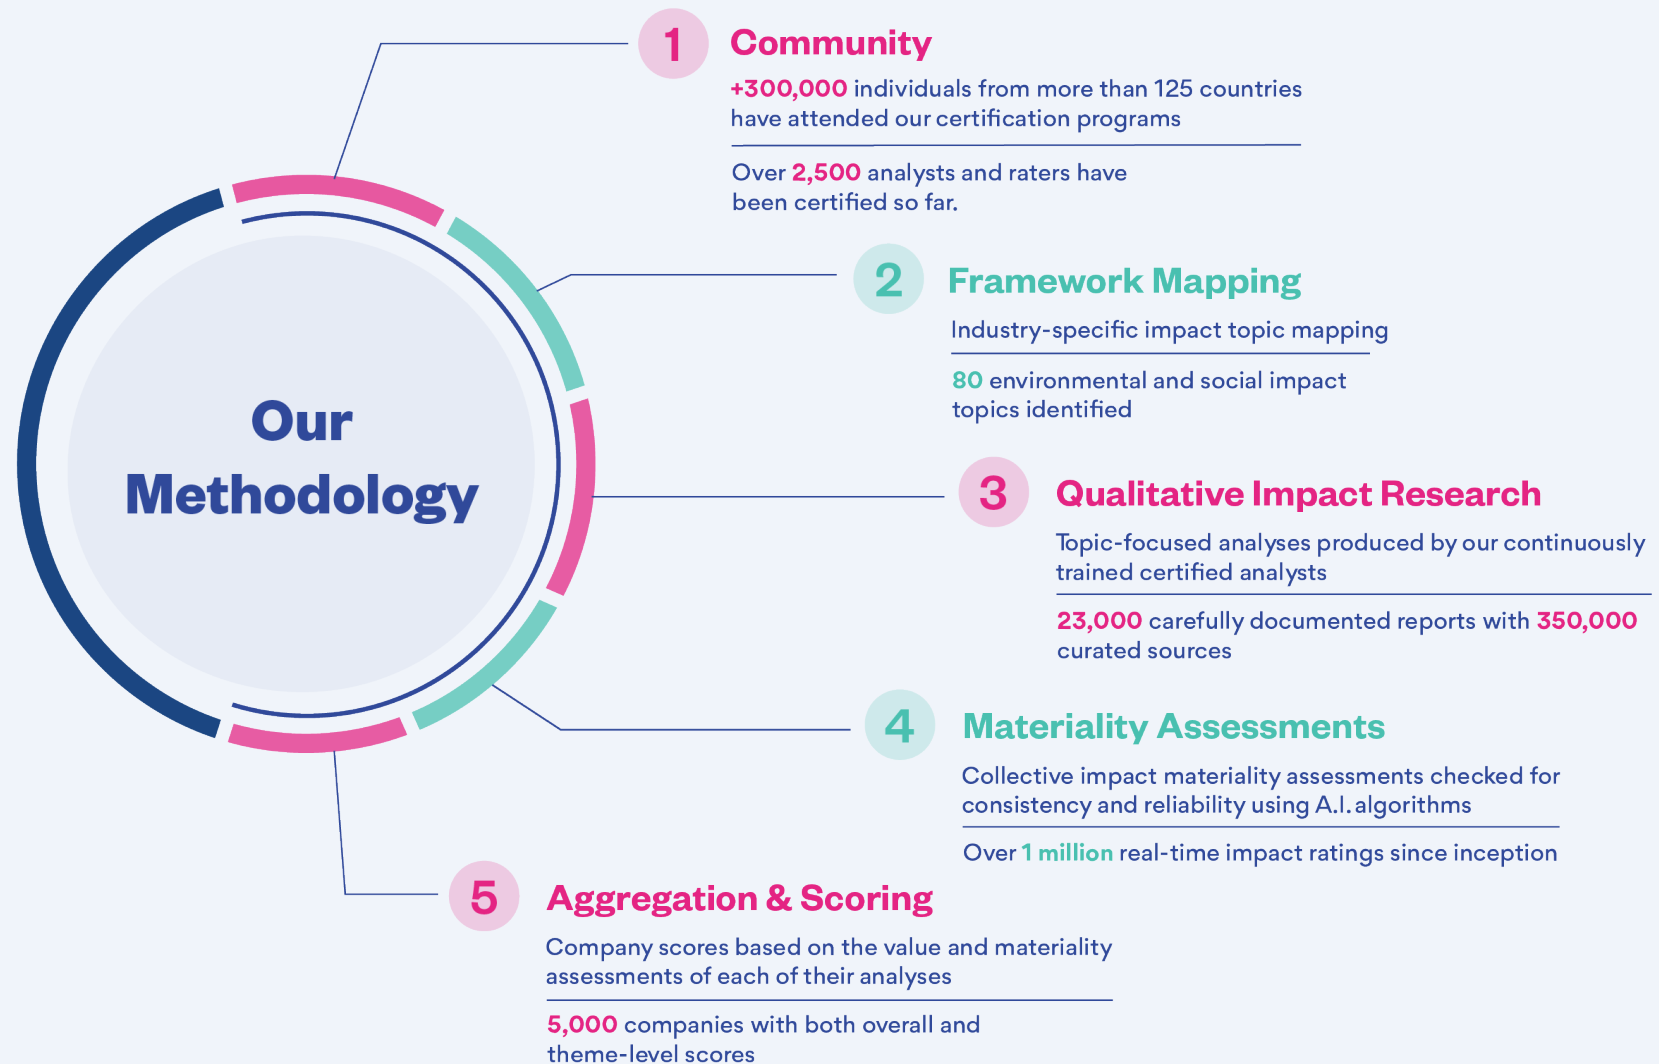 Our
Methodology
1
Community
+300,000 individuals from more than 125 countries
have attended our certification programs
Over 2,500 analysts and raters have
been certified so far.
2
Framework Mapping
Industry-specific impact topic mapping
80 environmental and social impact
topics identified
3
Qualitative Impact Research
Topic-focused analyses produced by our continuously
trained certified analysts
23,000 carefully documented reports with 350,000
curated sources
4
Materiality Assessments
Collective impact materiality assessments checked for
consistency and reliability using A.I. algorithms
Over 1 million real-time impact ratings since inception
5
Aggregation & Scoring
Company scores based on the value and materiality
assessments of each of their analyses
5,000 companies with both overall and
theme-level scores